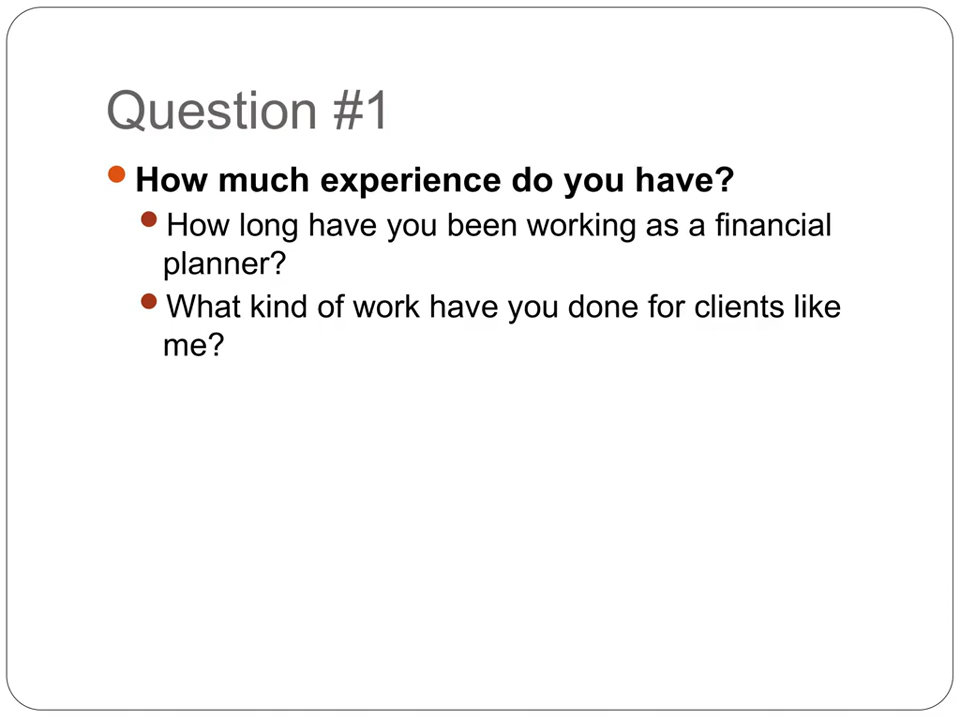 Question #1
How much experience do you have?
How long have you been working as a financial
planner?
What kind of work have you done for clients like
me?